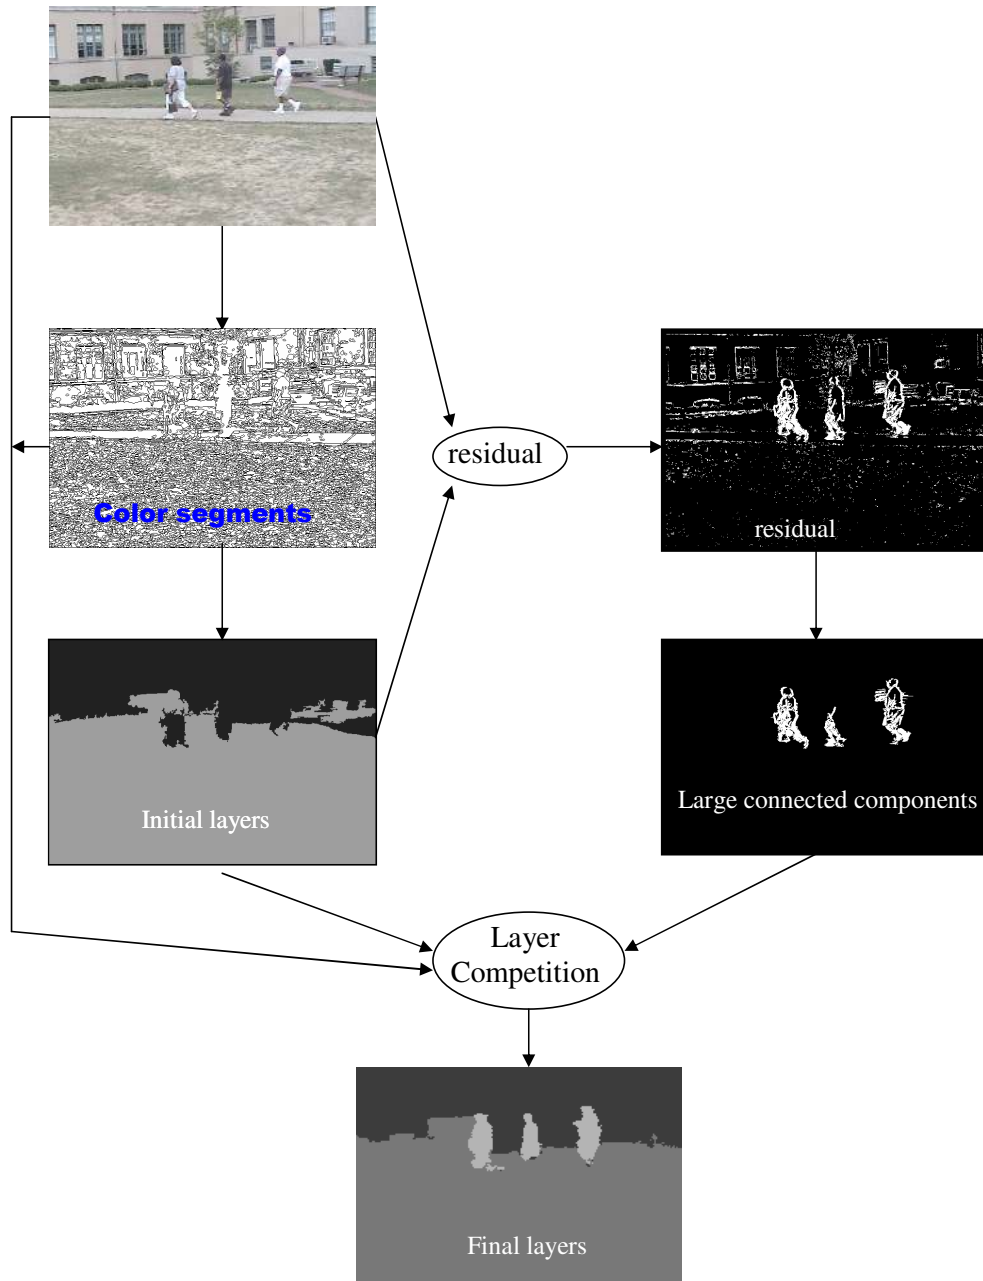 Color segments
residual
residual
Initial layers
Large connected components
Layer
Competition
Final layers